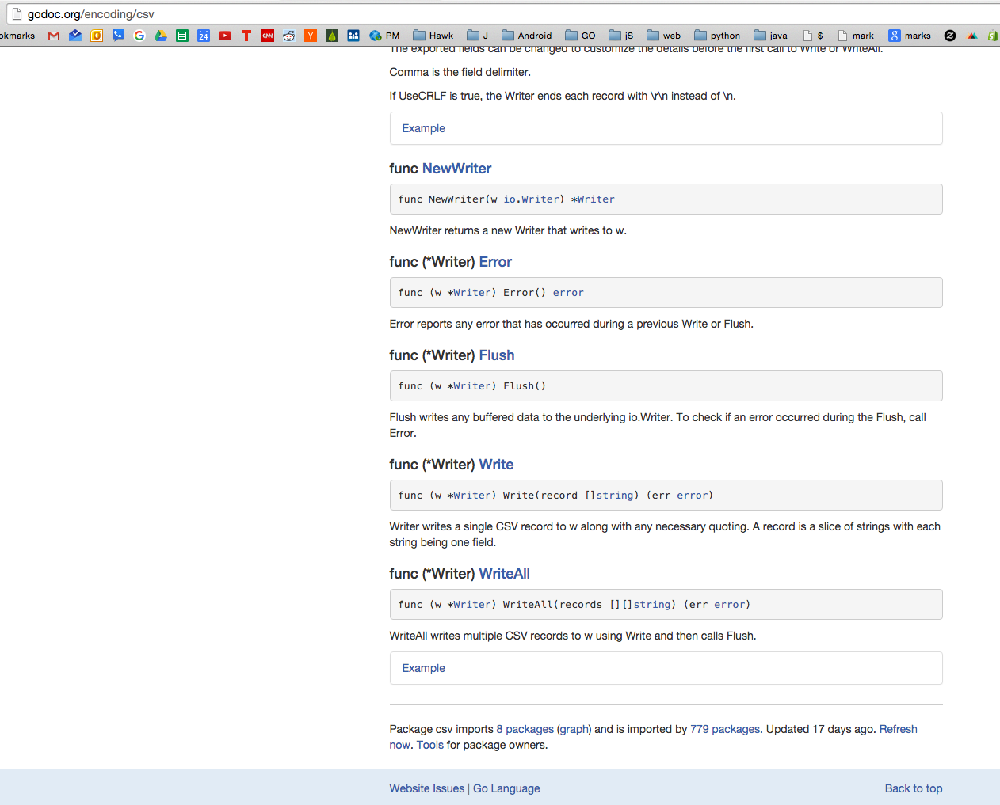 godoc.org/encoding/csv
okmarks
24
T
CNN
Y
PM
Hawk
J
Android
GO
jS
web
python
java
$
mark
8
marks
The exported fields can be changed to customize the details before the first call to Write or WriteAll.
Comma is the field delimiter.
If UseCRLF is true, the Writer ends each record with \r\n instead of \n.
Example
func NewWriter
func NewWriter(w io.Writer) *Writer
NewWriter returns a new Writer that writes to w.
func (*Writer) Error
func (w *Writer) Error() error
Error reports any error that has occurred during a previous Write or Flush.
func (*Writer) Flush
func (w *Writer) Flush()
Flush writes any buffered data to the underlying io.Writer. To check if an error occurred during the Flush, call
Error.
func (*Writer) Write
func (w *Writer) Write(record []string) (err error)
Writer writes a single CSV record to w along with any necessary quoting. A record is a slice of strings with each
string being one field.
func (*Writer) WriteAll
func (w *Writer) WriteAll(records [][]string) (err error)
WriteAll writes multiple CSV records to w using Write and then calls Flush.
Example
Package csv imports 8 packages (graph) and is imported by 779 packages. Updated 17 days ago. Refresh
now. Tools for package owners.
Website Issues | Go Language
Back to top